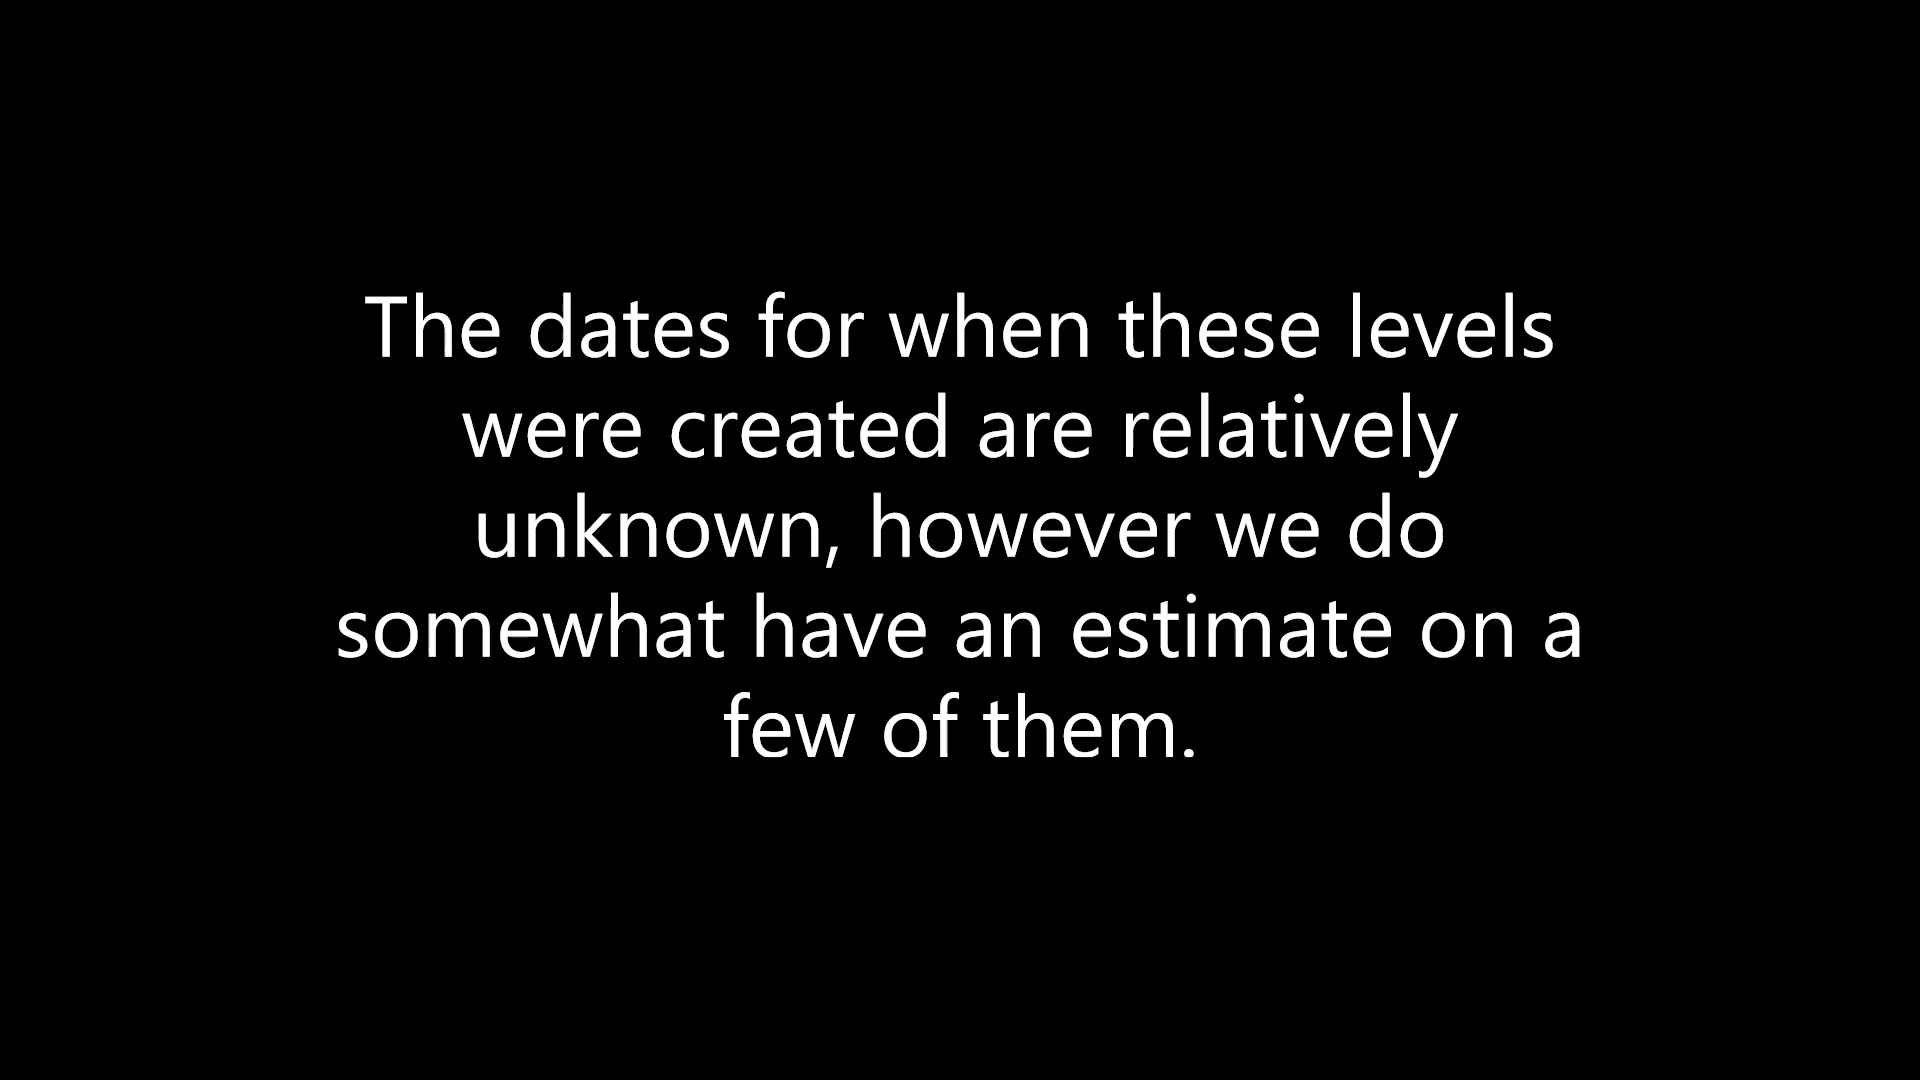 The dates for when these levels
were created are relatively
unknown, however we do
somewhat have an estimate on a
few of them.